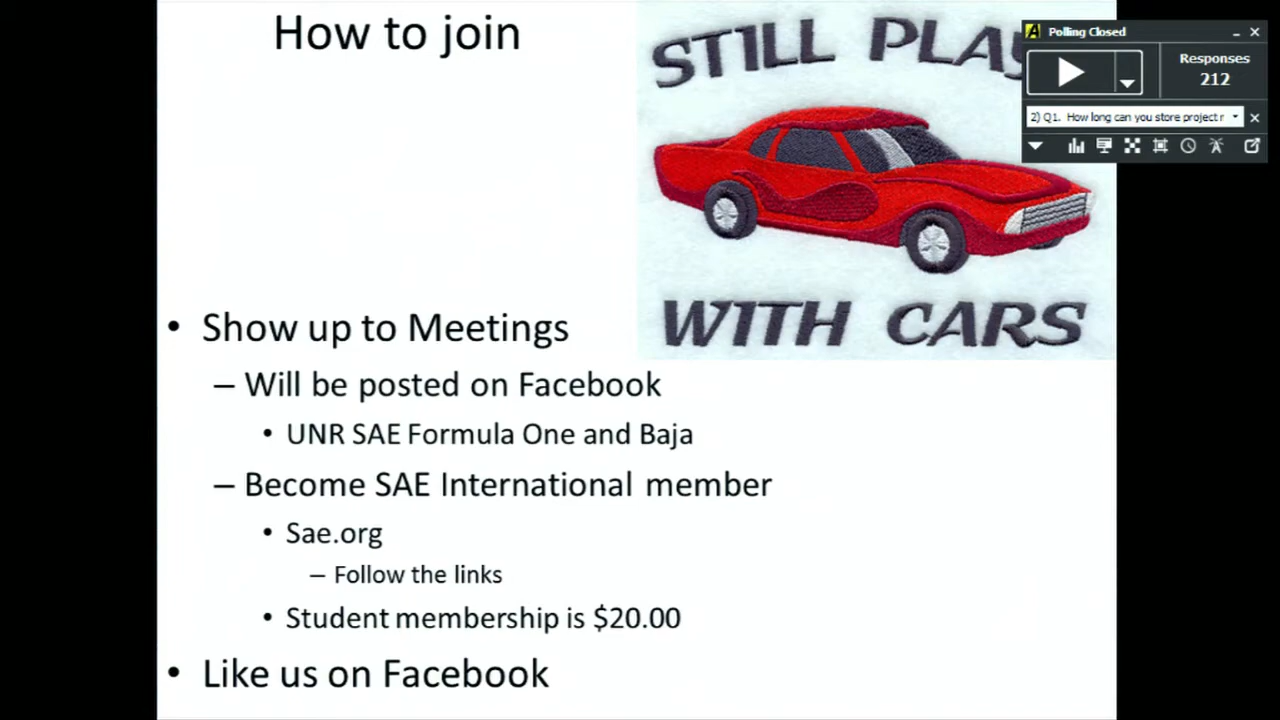 How to join
STILL PLAY
Polling Closed
Responses
212
2) Q1. How long can you store project r
WITH CARS
• Show up to Meetings
– Will be posted on Facebook
• UNR SAE Formula One and Baja
– Become SAE International member
• Sae.org
– Follow the links
• Student membership is $20.00
• Like us on Facebook